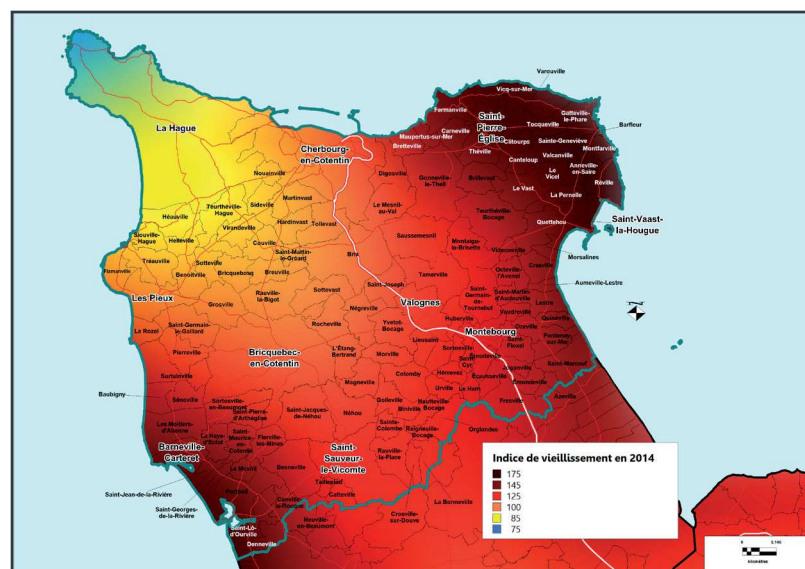 Varouville
Vicq-sur-Mer
Fermanville
Gatteville-
le-Phare
Saint-
Pierre-
Église
Tocqueville
Barfleur
La Hague
Carneville
Clitourps
Sainte-Geneviève
Maupertus-sur-Mer
Montfarville
Cherbourg-
en-Cotentin
Bretteville
Théville
Valcanville
Canteloup
Anneville-
en-Saire
Le
Vicel
Digosville
Gonneville-
le-Theil
Brillevast
Réville
Nouainville
Le Vast
La Pernelle
Martinvast
Sideville
Le Mesnil-
au-Val
Teurthéville-
Hague
Teurthéville-
Bocage
Quettehou
Saint-Vaast-
la-Hougue
Héauville
Virandeville
Hardinvast
Tollevast
Siouville-
Hague
Helleville
Couville
Saussemesnil
Montaigu-
la-Brisette
Videcosville
Morsalines
Saint-Martin-
le-Gréard
Brix
Sotteville
Crasville
Tréauville
Octeville-
l'Avenel
Flamanville
Benoîtville
Bricquebosq
Breuville
Tamerville
Aumeville-Lestre
Saint-Joseph
Rauville-
la-Bigot
Sottevast
Saint-
Germain-
de-
Tournebut
Saint-Martin-
d'Audouville
Les Pieux
Valognes
Lestre
Grosville
Vaudreville
Négreville
Quinéville
Huberville
Ozeville
Rocheville
Yvetot-
Bocage
Montebourg
Le Rozel
Saint-Germain-
le-Gaillard
Saint-
Floxel
Fontenay-
sur-Mer
Lieusaint
Sortosville
L'Étang-
Bertrand
Saint-
Cyr
Pierreville
Bricquebec-
en-Cotentin
Morville
Éroudeville
Joganville
Saint-Marcouf
Hémevez
Écausseville
Surtainville
Colomby
Émondeville
Magneville
Urville
Le Ham
Baubigny
Azeville
Fresville
Sénoville
Sortosville-
en-Beaumont
Golleville
Hautteville-
Bocage
Biniville
Saint-Pierre-
d'Arthéglise
Saint-Jacques-
de-Néhou
Néhou
Sainte-
Colombe
Reigneville-
Bocage
Orglandes
Les Moitiers-
d'Allonne
Saint-
Maurice-
en-
Cotentin
La Haye-
d'Ectot
Fierville-
les-Mines
Barneville-
Carteret
Saint-
Sauveur-
le-Vicomte
Rauville-
la-Place
Le Mesnil
Besneville
Taillepied
Saint-Jean-de-la-Rivière
Portbail
Canville-
la-Rocque
Catteville
La Bonneville
Saint-Georges-
de-la-Rivière
Crosville-
sur-Douve
Neuville-
en-Beaumont
Saint-Lô-
d'Ourville
Denneville
Indice de vieillissement en 2014
175
145
125
100
85
75
kilomètres